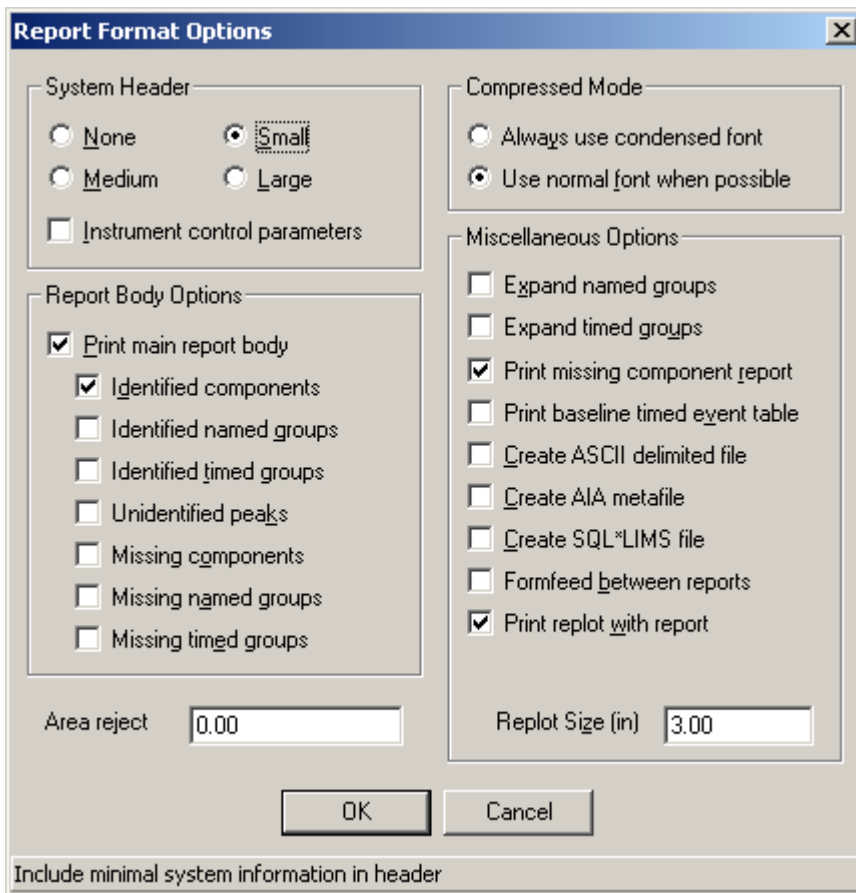 Report Format Options
System Header
None
Small
Medium
Large
Instrument control parameters
Report Body Options
Print main report body
Identified components
Identified named groups
Identified timed groups
Unidentified peaks
Missing components
Missing named groups
Missing timed groups
Area reject 0.00
Compressed Mode
Always use condensed font
Use normal font when possible
Miscellaneous Options
Expand named groups
Expand timed groups
Print missing component report
Print baseline timed event table
Create ASCII delimited file
Create AIA metafile
Create SQL*LIMS file
Formfeed between reports
Print replot with report
Replot Size (in) 3.00
OK
Cancel
Include minimal system information in header